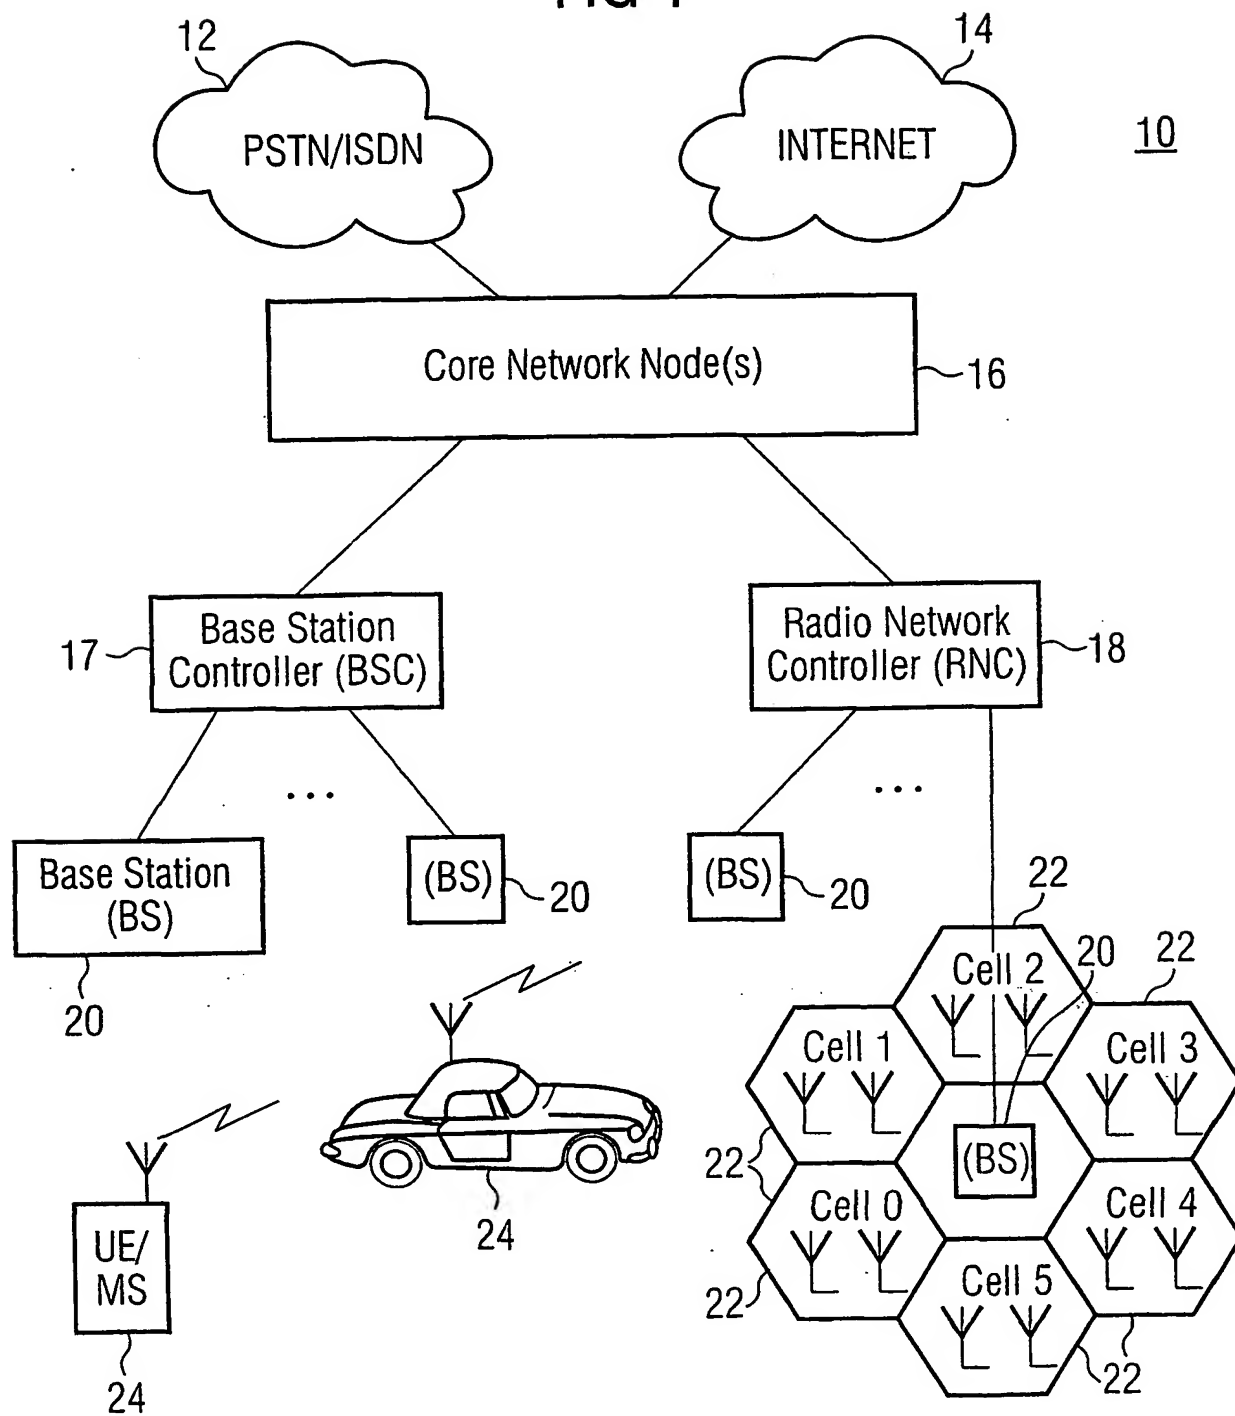 12
14
PSTN/ISDN
INTERNET
10
Core Network Node(s)
16
17
Base Station
Controller (BSC)
Radio Network
Controller (RNC)
18
...
...
Base Station
(BS)
20
(BS)
20
(BS)
20
22
Cell 2
20
22
Cell 1
Cell 3
22
(BS)
Cell 0
Cell 4
22
Cell 5
22
22
24
UE/
MS
24